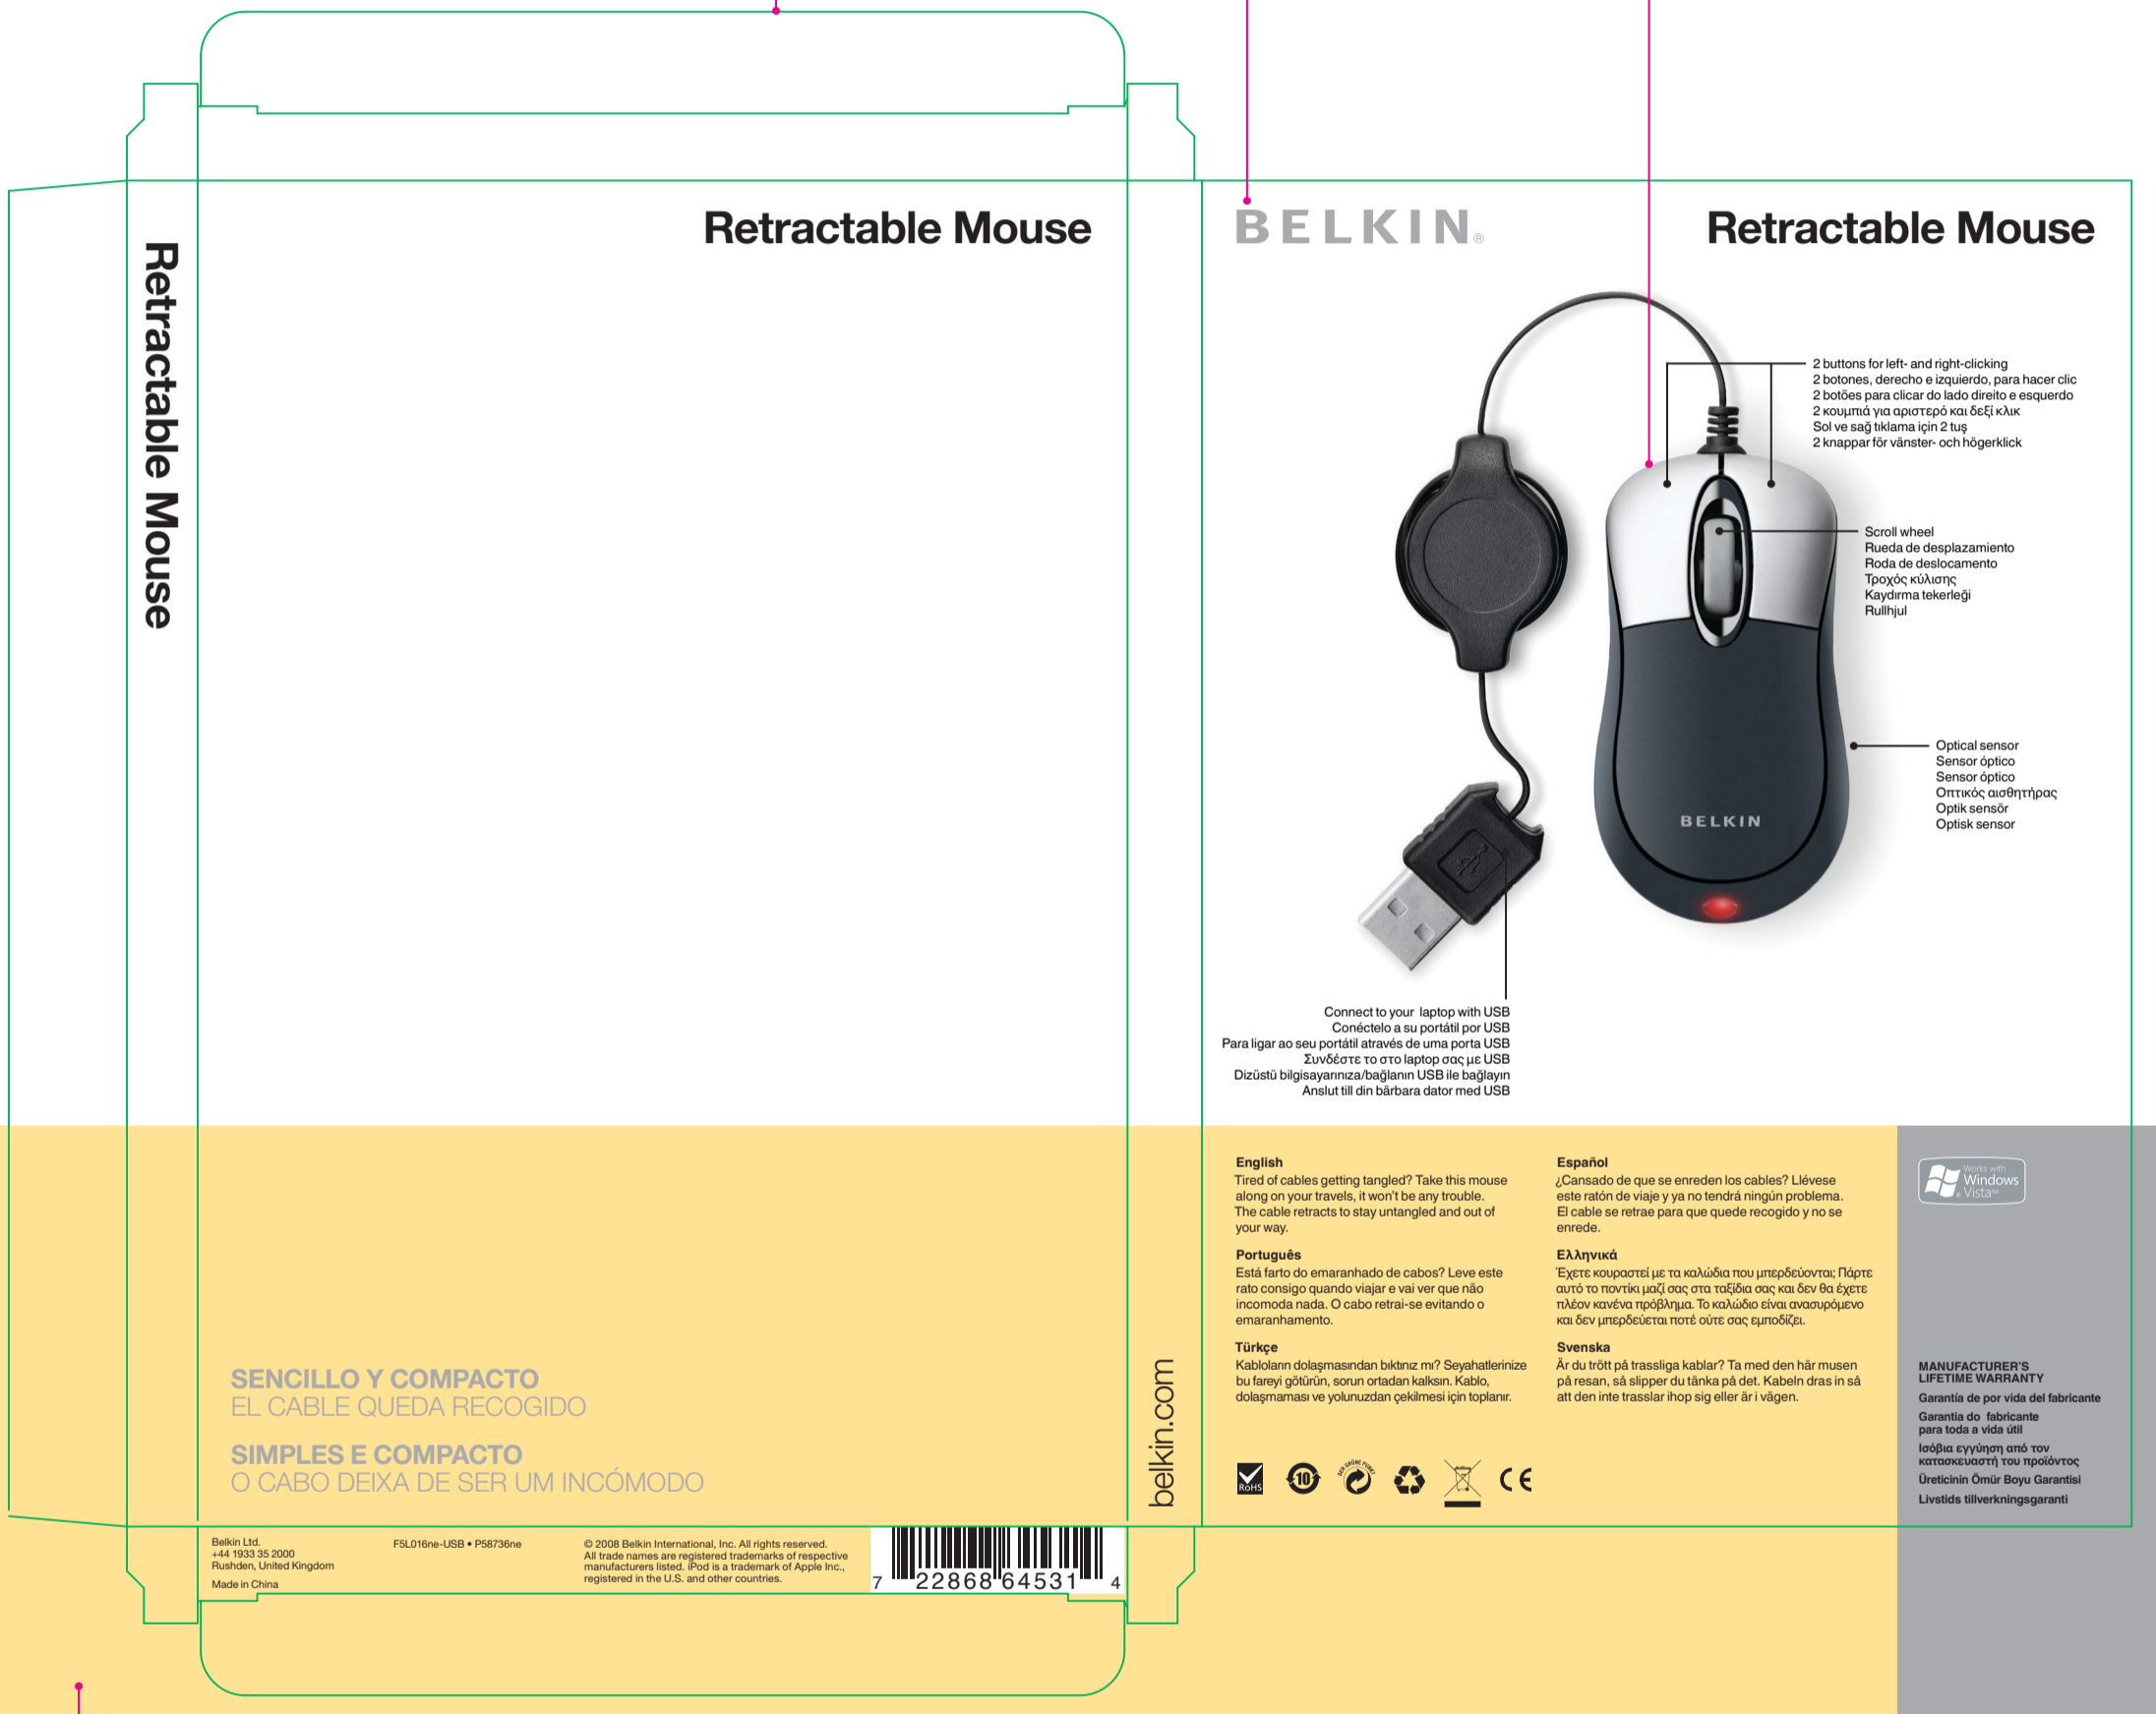 Retractable Mouse
Retractable Mouse
SENCILLO Y COMPACTO
EL CABLE QUEDA RECOGIDO
SIMPLES E COMPACTO
O CABO DEIXA DE SER UM INCÓMODO
Belkin Ltd.
+44 1933 35 2000
Rushden, United Kingdom
Made in China
F5L016ne-USB • P58736ne
© 2008 Belkin International, Inc. All rights reserved.
All trade names are registered trademarks of respective
manufacturers listed. iPod is a trademark of Apple Inc.,
registered in the U.S. and other countries.
7 22868 64531 4
belkin.com
BELKIN®
Retractable Mouse
2 buttons for left- and right-clicking
2 botones, derecho e izquierdo, para hacer clic
2 botões para clicar do lado direito e esquerdo
2 κουμπιά για αριστερό και δεξί κλικ
Sol ve sağ tıklama için 2 tuş
2 knappar för vänster- och högerklick
Scroll wheel
Rueda de desplazamiento
Roda de deslocamento
Τροχός κύλισης
Kaydırma tekerleği
Rullhjul
Optical sensor
Sensor óptico
Sensor óptico
Οπτικός αισθητήρας
Optik sensör
Optisk sensor
BELKIN
Connect to your laptop with USB
Conéctelo a su portátil por USB
Para ligar ao seu portátil através de uma porta USB
Συνδέστε το στο laptop σας με USB
Dizüstü bilgisayarınıza/bağlanın USB ile bağlayın
Anslut till din bärbara dator med USB
English
Tired of cables getting tangled? Take this mouse
along on your travels, it won't be any trouble.
The cable retracts to stay untangled and out of
your way.
Português
Está farto do emaranhado de cabos? Leve este
rato consigo quando viajar e vai ver que não
incomoda nada. O cabo retrai-se evitando o
emaranhamento.
Türkçe
Kabloların dolaşmasından bıktınız mı? Seyahatlerinize
bu fareyi götürün, sorun ortadan kalksın. Kablo,
dolaşmaması ve yolunuzdan çekilmesi için toplanır.
Español
¿Cansado de que se enreden los cables? Llévese
este ratón de viaje y ya no tendrá ningún problema.
El cable se retrae para que quede recogido y no se
enrede.
Ελληνικά
Έχετε κουραστεί με τα καλώδια που μπερδεύονται; Πάρτε
αυτό το ποντίκι μαζί σας στα ταξίδια σας και δεν θα έχετε
πλέον κανένα πρόβλημα. Το καλώδιο είναι ανασυρόμενο
και δεν μπερδεύεται ποτέ ούτε σας εμποδίζει.
Svenska
Är du trött på trassliga kablar? Ta med den här musen
på resan, så slipper du tänka på det. Kabeln dras in så
att den inte trasslar ihop sig eller är i vägen.
RoHS
10
DER GRÜNE PUNKT
CE
Works with
Windows®
Vista™
MANUFACTURER'S
LIFETIME WARRANTY
Garantía de por vida del fabricante
Garantia do fabricante
para toda a vida útil
Ισόβια εγγύηση από τον
κατασκευαστή του προϊόντος
Üreticinin Ömür Boyu Garantisi
Livstids tillverkningsgaranti